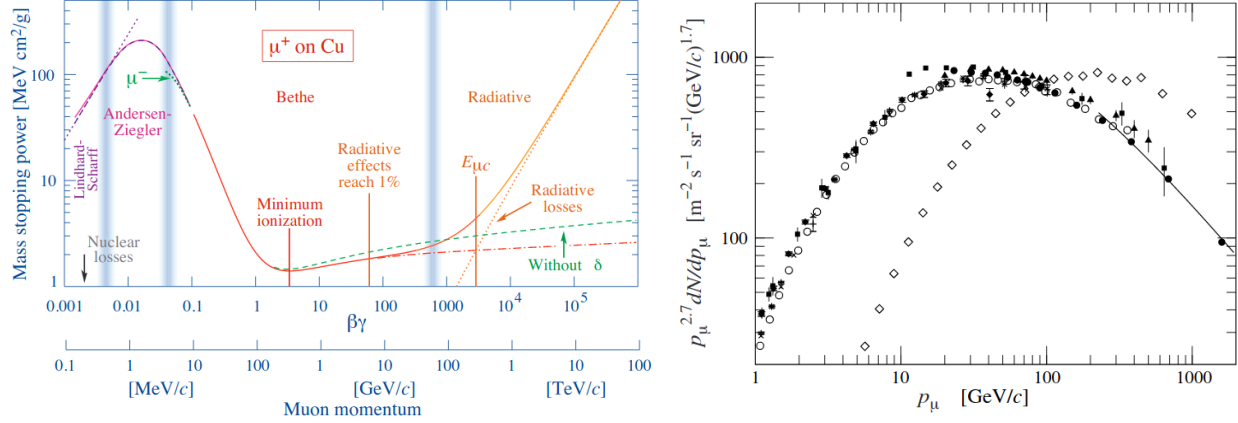 Mass stopping power [MeV cm²/g]
100
10
1
μ⁺ on Cu
μ⁻
Andersen-
Ziegler
Bethe
Radiative
Lindhard-
Scharff
Radiative
effects
reach 1%
Eμc
Minimum
ionization
Radiative
losses
Nuclear
losses
Without δ
0.001 0.01 0.1 1 10 100 1000 10⁴ 10⁵
βγ
0.1 1 10 100 1 10 100 1 10 100
[MeV/c] [GeV/c] [TeV/c]
Muon momentum
pμ^2.7 dN/dpμ [m⁻² s⁻¹ sr⁻¹(GeV/c)^1.7]
1000
100
1 10 100 1000
pμ [GeV/c]